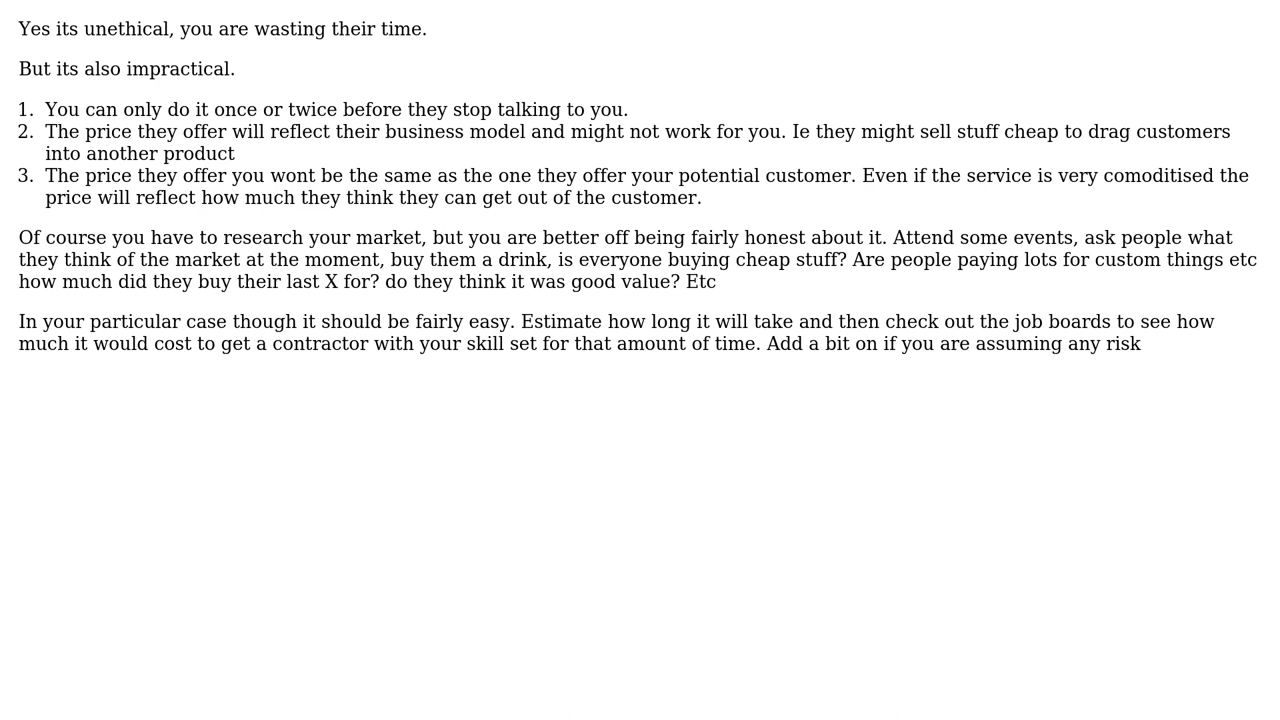 Yes its unethical, you are wasting their time.
But its also impractical.
1. You can only do it once or twice before they stop talking to you.
2. The price they offer will reflect their business model and might not work for you. Ie they might sell stuff cheap to drag customers
into another product
3. The price they offer you wont be the same as the one they offer your potential customer. Even if the service is very comoditised the
price will reflect how much they think they can get out of the customer.
Of course you have to research your market, but you are better off being fairly honest about it. Attend some events, ask people what
they think of the market at the moment, buy them a drink, is everyone buying cheap stuff? Are people paying lots for custom things etc
how much did they buy their last X for? do they think it was good value? Etc
In your particular case though it should be fairly easy. Estimate how long it will take and then check out the job boards to see how
much it would cost to get a contractor with your skill set for that amount of time. Add a bit on if you are assuming any risk